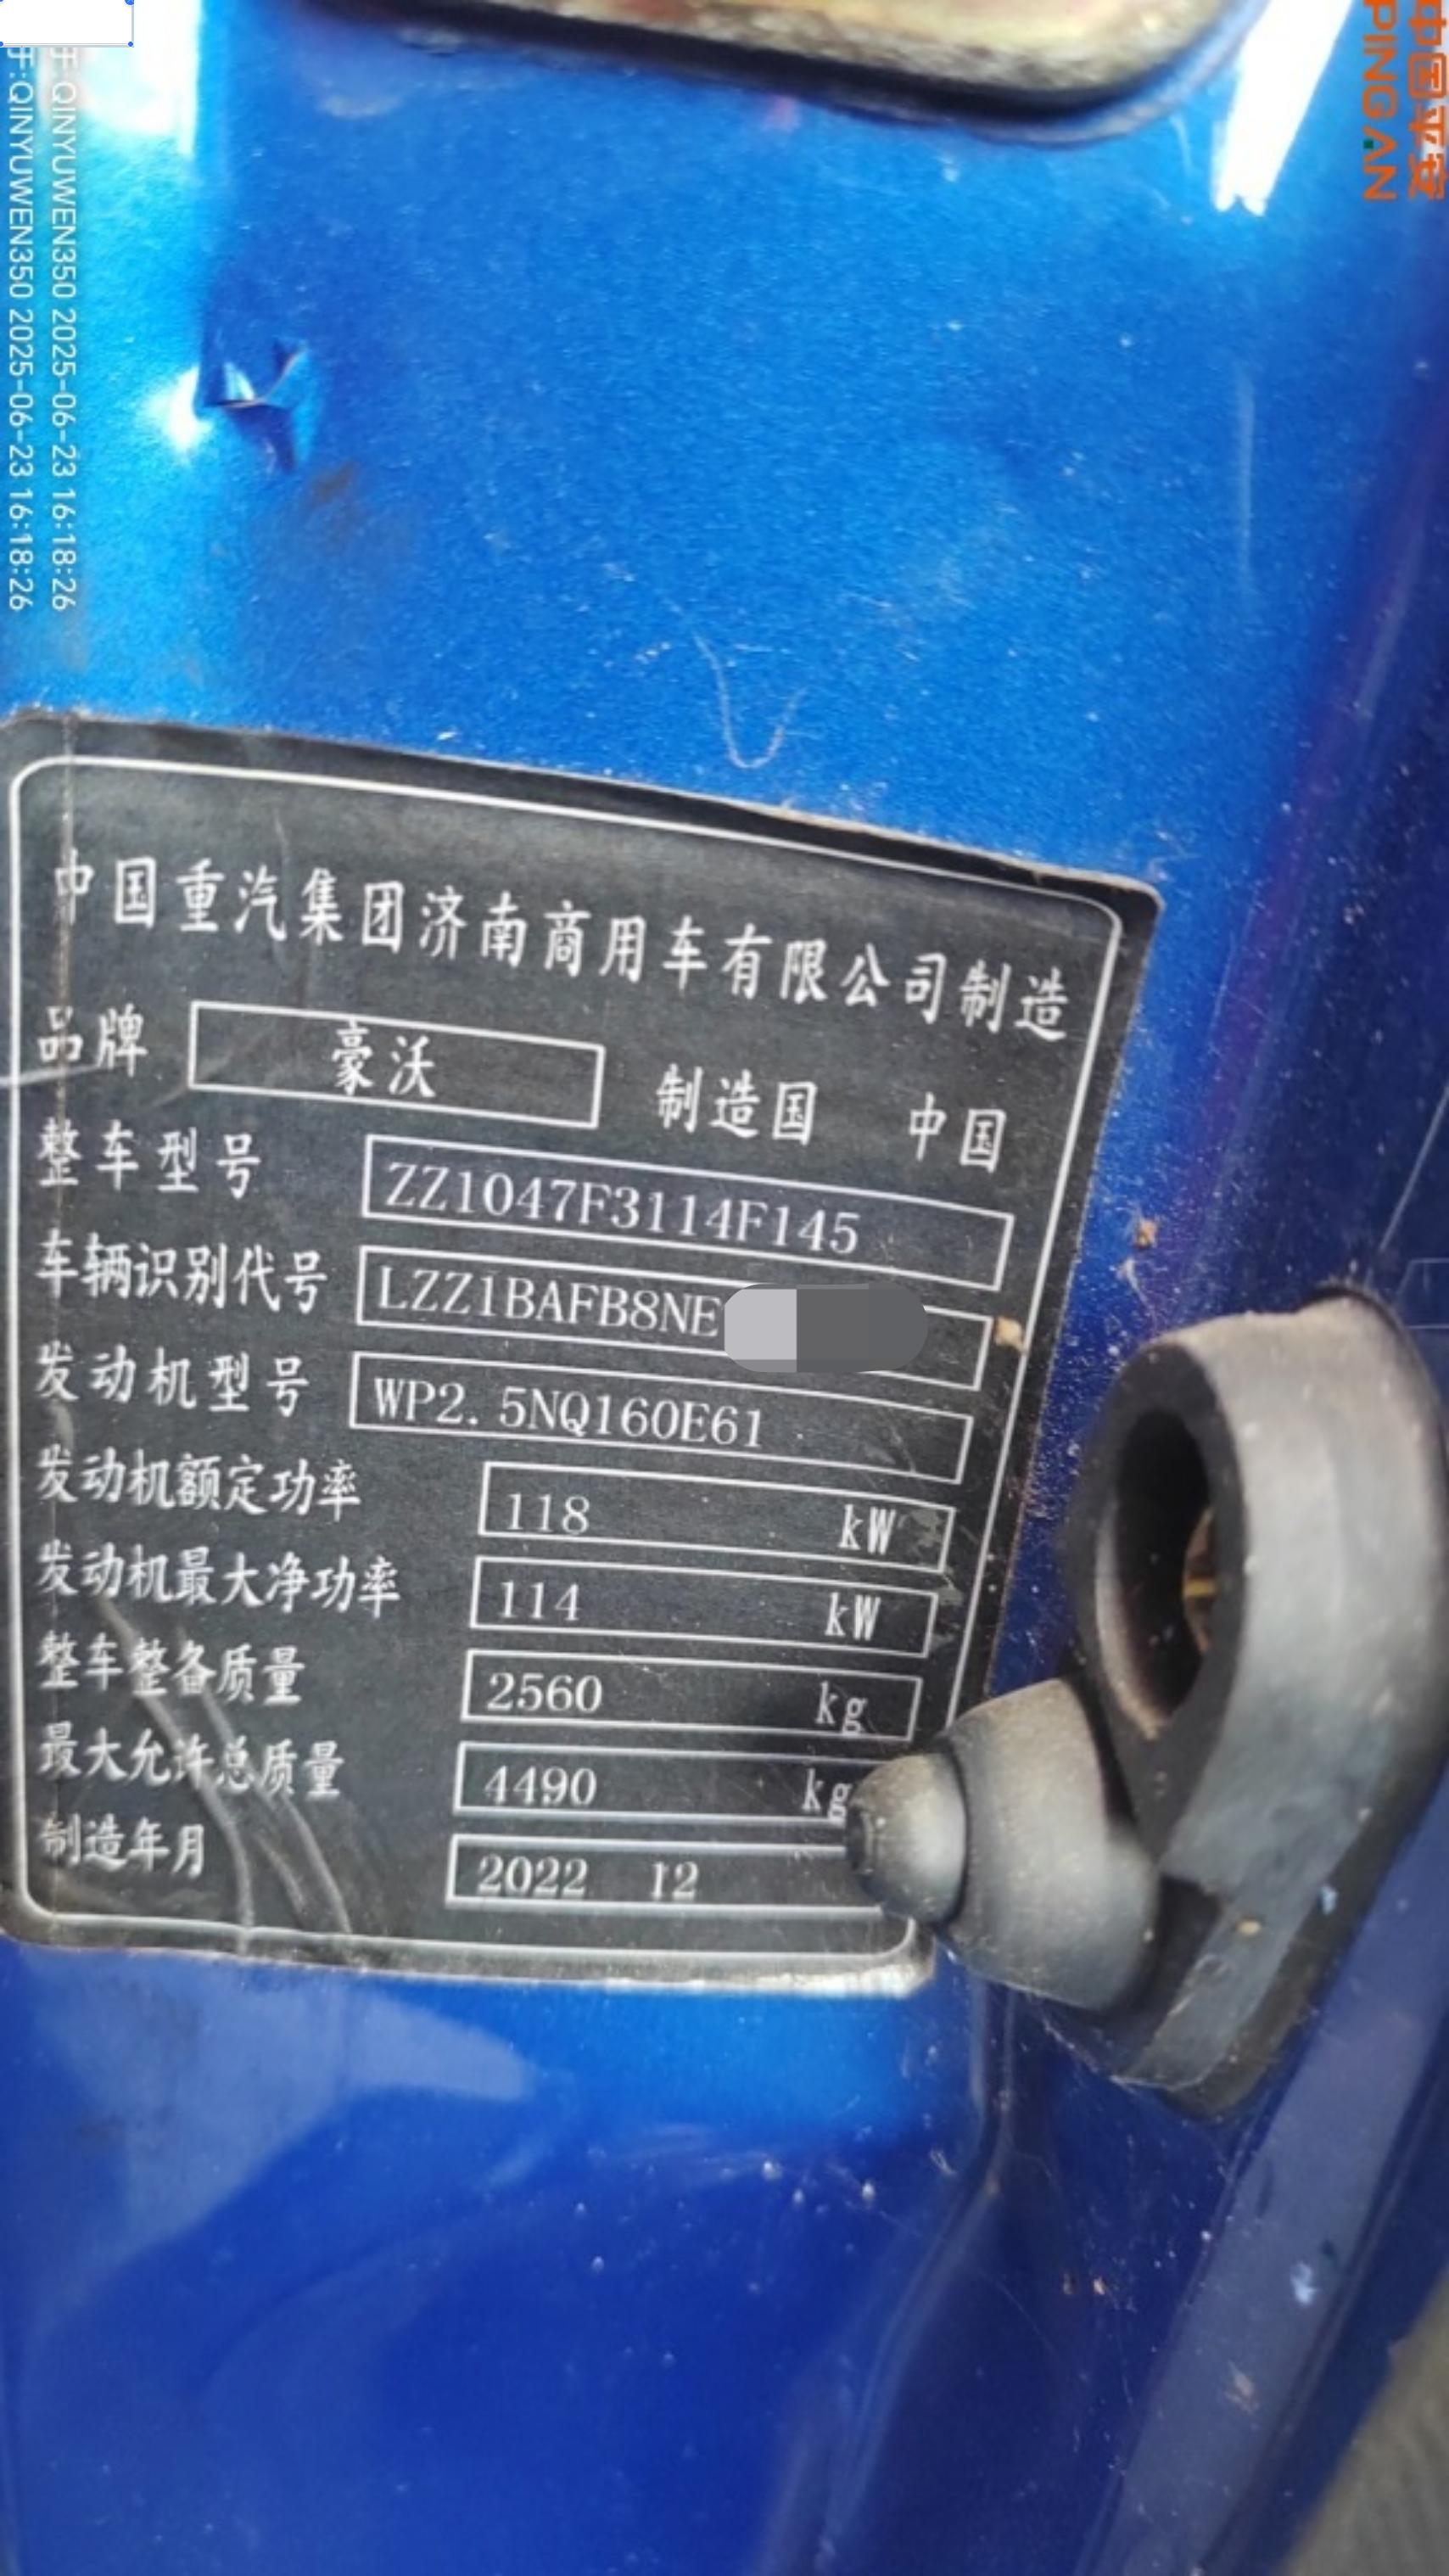 中国平安
PING AN
于:QINYUWEN350 2025-06-23 16:18:26
于:QINYUWEN350 2025-06-23 16:18:26
中国重汽集团济南商用车有限公司制造
品牌 豪沃 制造国 中国
整车型号 ZZ1047F3114F145
车辆识别代号 LZZ1BAFB8NE
发动机型号 WP2.5NQ160E61
发动机额定功率 118 kW
发动机最大净功率 114 kW
整车整备质量 2560 kg
最大允许总质量 4490 kg
制造年月 2022 12